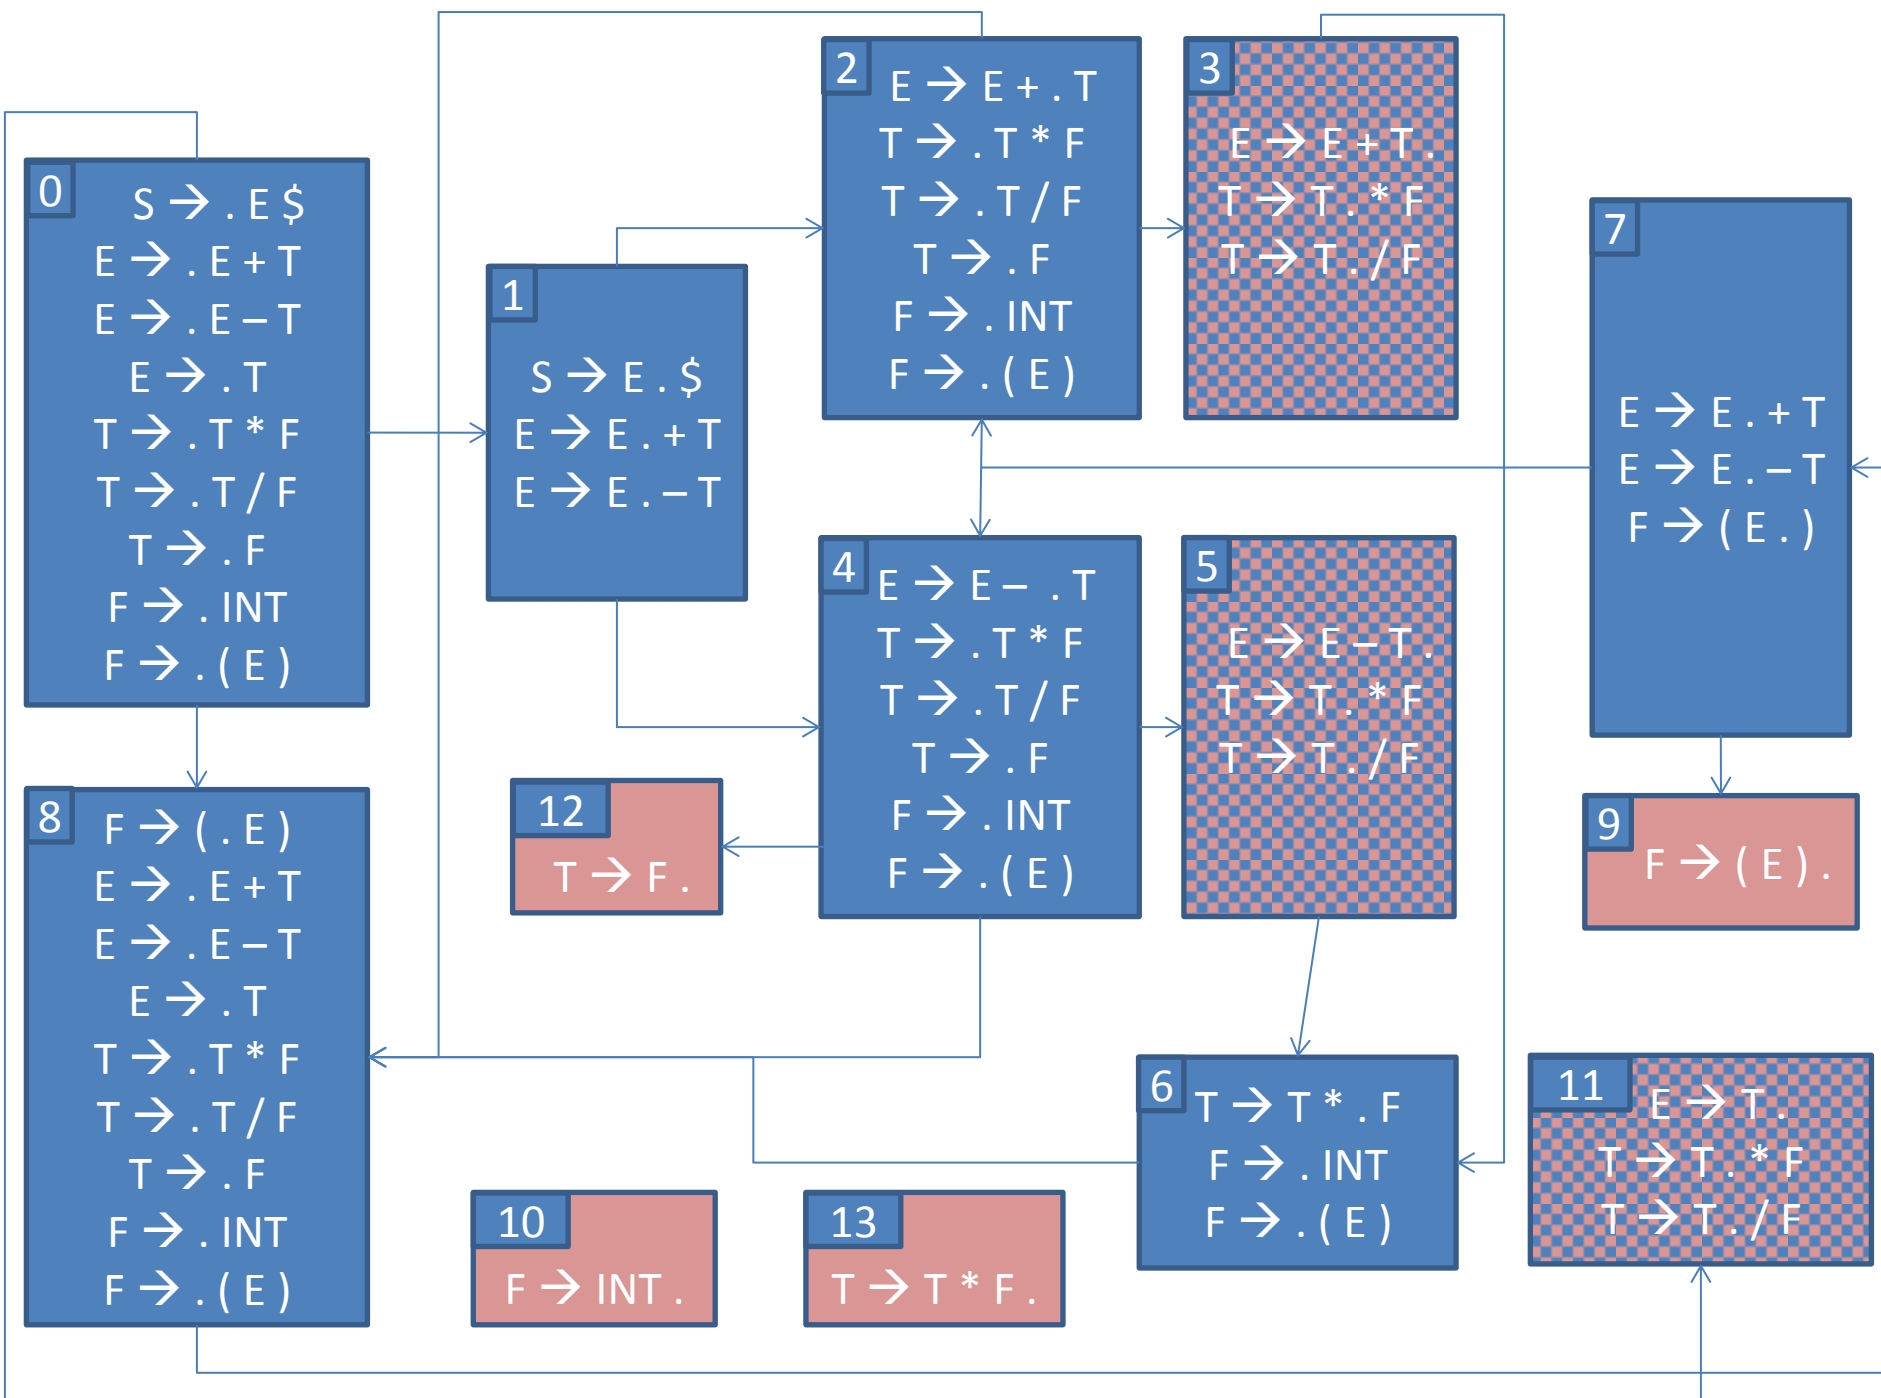 0
S → . E $
E → . E + T
E → . E – T
E → . T
T → . T * F
T → . T / F
T → . F
F → . INT
F → . ( E )
1
S → E . $
E → E . + T
E → E . – T
2
E → E + . T
T → . T * F
T → . T / F
T → . F
F → . INT
F → . ( E )
3
E → E + T .
T → T . * F
T → T . / F
4
E → E – . T
T → . T * F
T → . T / F
T → . F
F → . INT
F → . ( E )
5
E → E – T .
T → T . * F
T → T . / F
7
E → E . + T
E → E . – T
F → ( E . )
8
F → ( . E )
E → . E + T
E → . E – T
E → . T
T → . T * F
T → . T / F
T → . F
F → . INT
F → . ( E )
12
T → F .
9
F → ( E ) .
6
T → T * . F
F → . INT
F → . ( E )
11
E → T .
T → T . * F
T → T . / F
10
F → INT .
13
T → T * F .